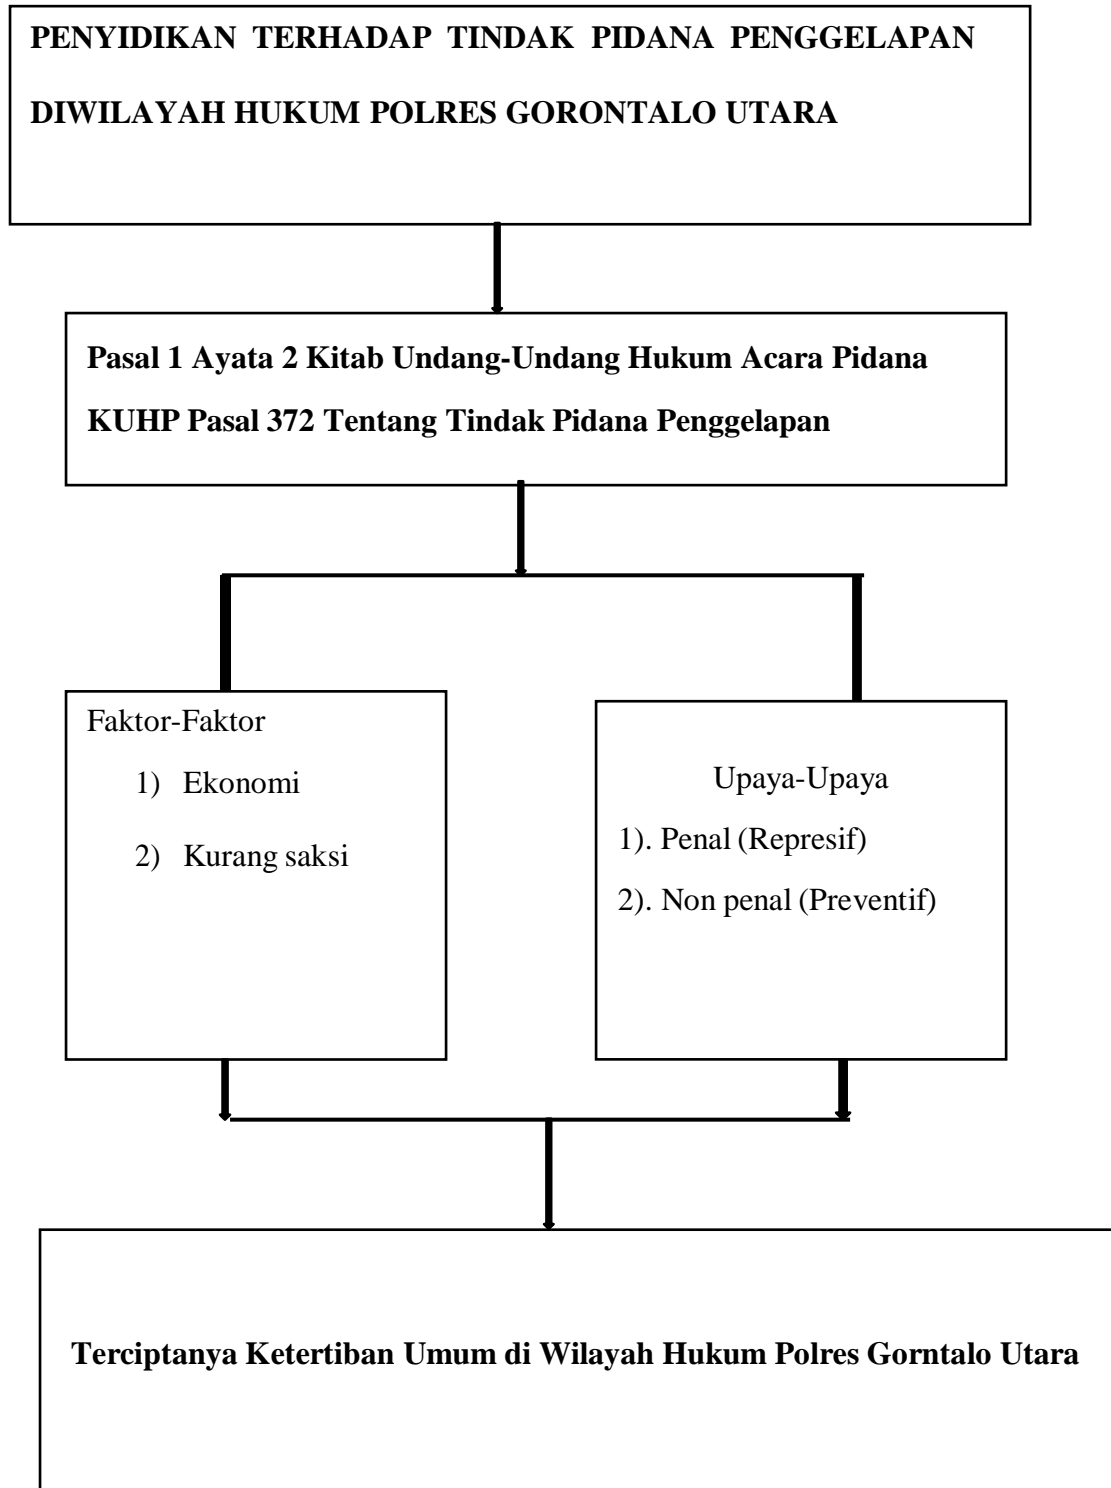 PENYIDIKAN TERHADAP TINDAK PIDANA PENGGELAPAN
DIWILAYAH HUKUM POLRES GORONTALO UTARA
Pasal 1 Ayata 2 Kitab Undang-Undang Hukum Acara Pidana
KUHP Pasal 372 Tentang Tindak Pidana Penggelapan
Faktor-Faktor
1) Ekonomi
2) Kurang saksi
Upaya-Upaya
1). Penal (Represif)
2). Non penal (Preventif)
Terciptanya Ketertiban Umum di Wilayah Hukum Polres Gorntalo Utara